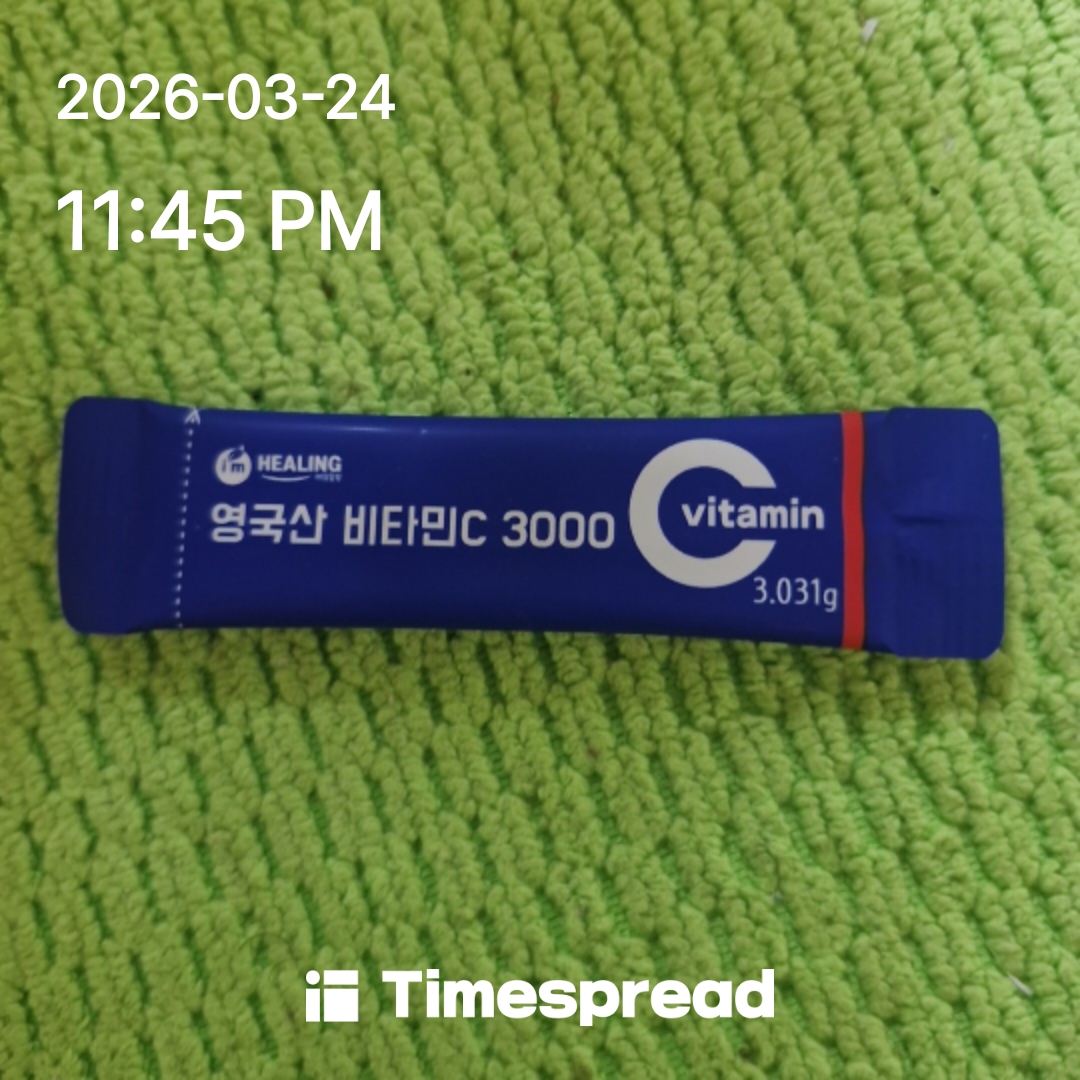 2026-03-24
11:45 PM
i'm HEALING
영국산 비타민C 3000
vitamin
3.031g
Timespread